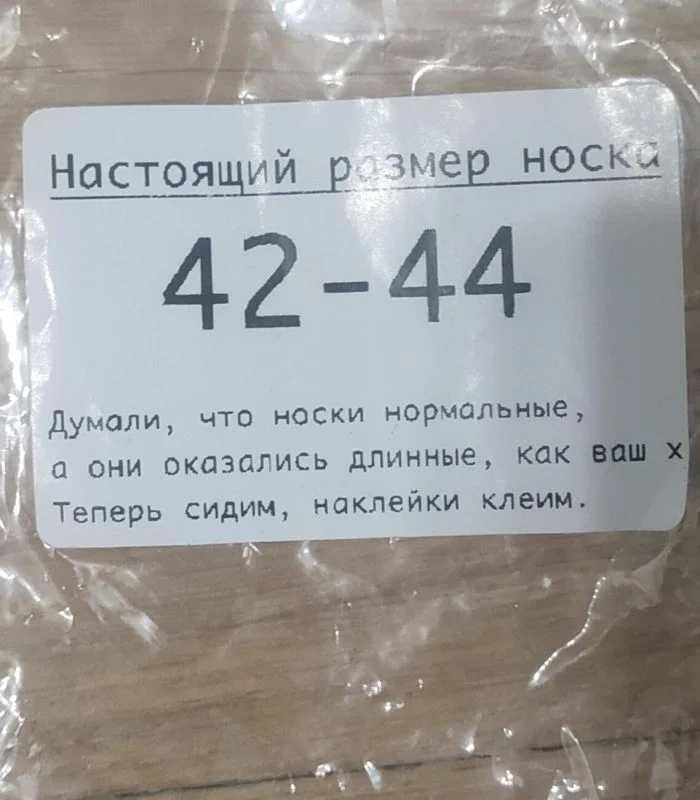 Настоящий размер носка
42-44
Думали, что носки нормальные,
а они оказались длинные, как ваш х
Теперь сидим, наклейки клеим.